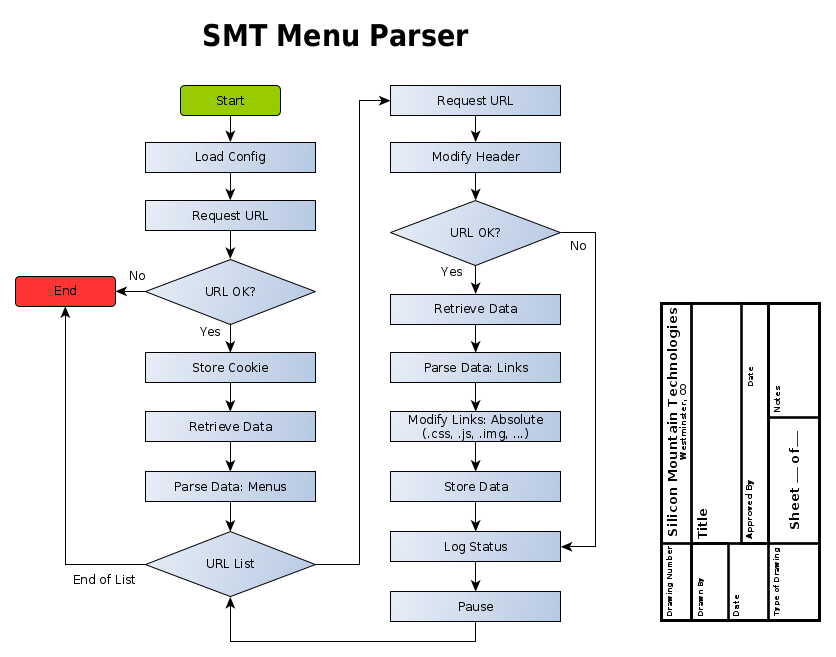 SMT Menu Parser
Start
Load Config
Request URL
URL OK?
No
End
Yes
Store Cookie
Retrieve Data
Parse Data: Menus
URL List
End of List
Request URL
Modify Header
URL OK?
No
Yes
Retrieve Data
Parse Data: Links
Modify Links: Absolute
(.css, .js, .img, ...)
Store Data
Log Status
Pause
Silicon Mountain Technologies
Westminster, CO
Drawing Number
Title
Drawn By
Date
Approved By
Date
Notes
Sheet __ of __
Type of Drawing